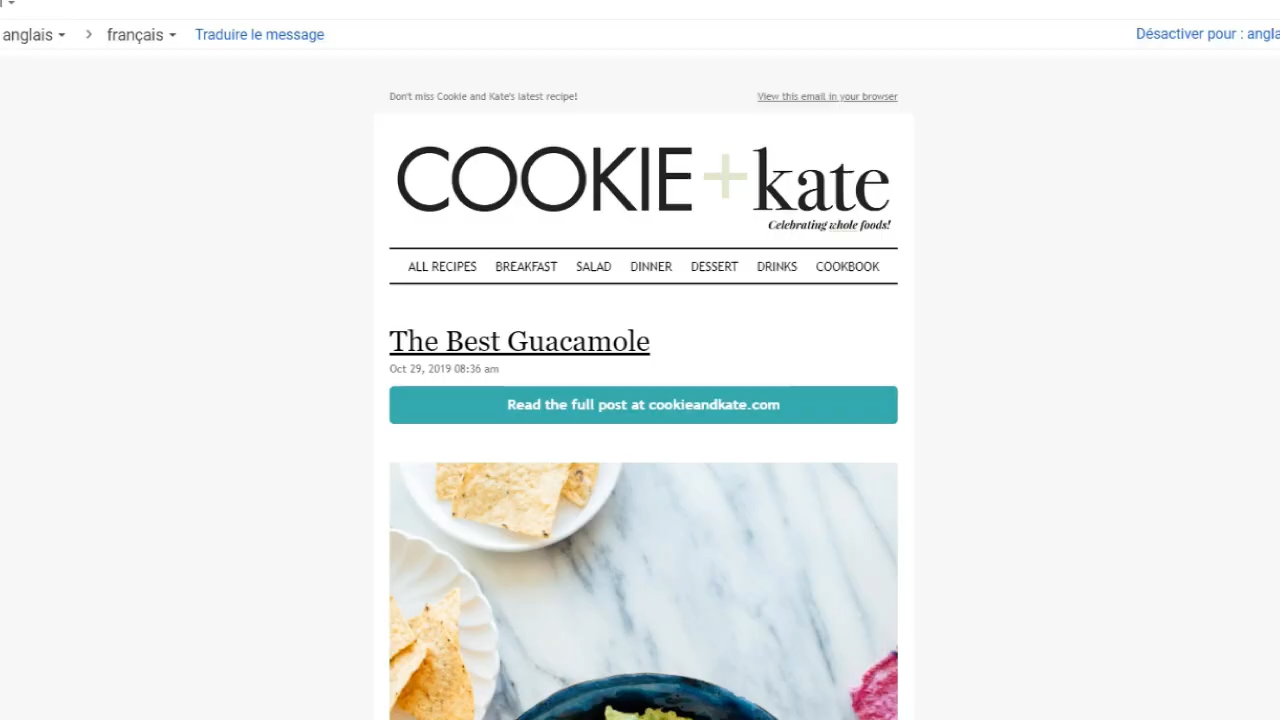 anglais > français Traduire le message Désactiver pour : angla
Don't miss Cookie and Kate's latest recipe! View this email in your browser
COOKIE+kate
Celebrating whole foods!
ALL RECIPES BREAKFAST SALAD DINNER DESSERT DRINKS COOKBOOK
The Best Guacamole
Oct 29, 2019 08:36 am
Read the full post at cookieandkate.com